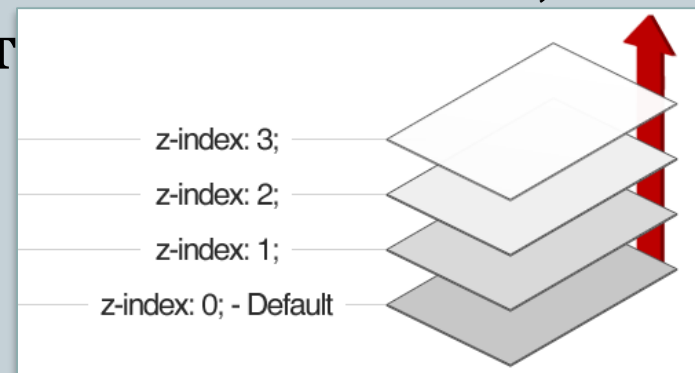 T
z-index: 3;
z-index: 2;
z-index: 1;
z-index: 0; - Default